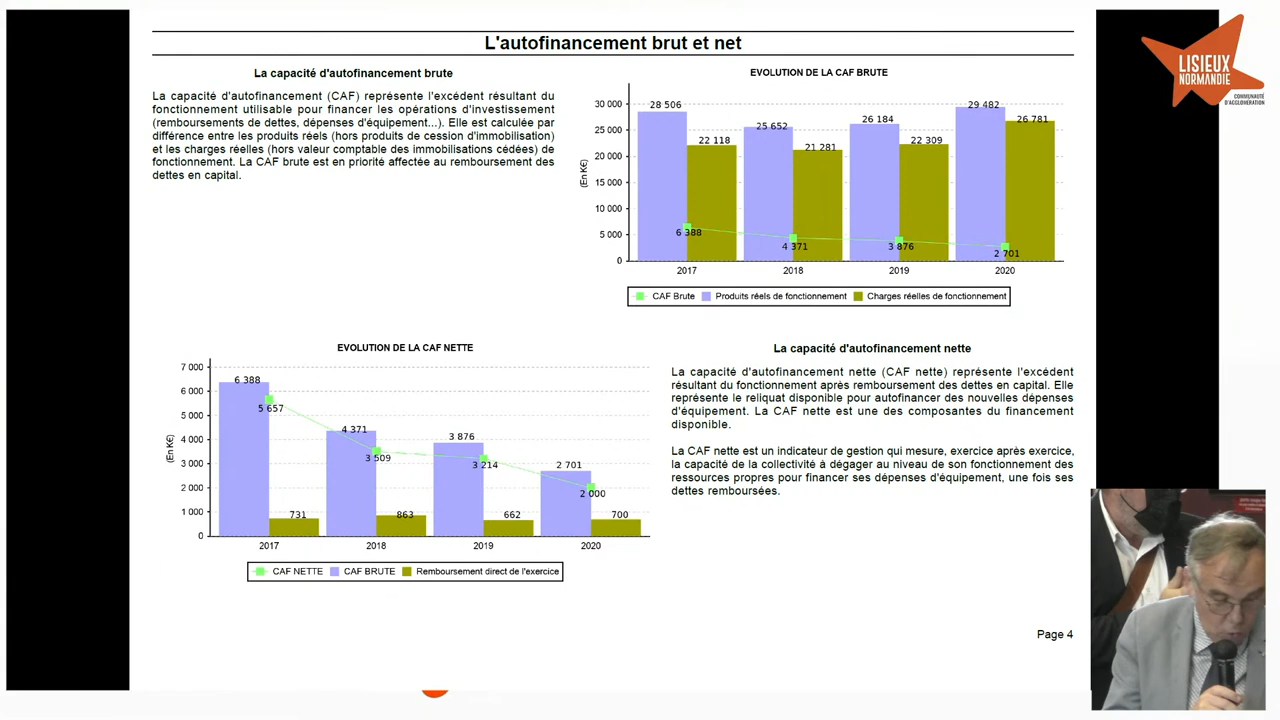 L'autofinancement brut et net
LISIEUX
NORMANDIE
COMMUNAUTÉ
D'AGGLOMÉRATION
La capacité d'autofinancement brute
La capacité d'autofinancement (CAF) représente l'excédent résultant du
fonctionnement utilisable pour financer les opérations d'investissement
(remboursements de dettes, dépenses d'équipement...). Elle est calculée par
différence entre les produits réels (hors produits de cession d'immobilisation)
et les charges réelles (hors valeur comptable des immobilisations cédées) de
fonctionnement. La CAF brute est en priorité affectée au remboursement des
dettes en capital.
EVOLUTION DE LA CAF BRUTE
(En K€)
30 000
25 000
20 000
15 000
10 000
5 000
0
28 506
22 118
25 652
21 281
26 184
22 309
29 482
26 781
6 388
4 371
3 876
2 701
2017 2018 2019 2020
CAF Brute Produits réels de fonctionnement Charges réelles de fonctionnement
EVOLUTION DE LA CAF NETTE
(En K€)
7 000
6 000
5 000
4 000
3 000
2 000
1 000
0
6 388
5 657
4 371
3 509
3 876
3 214
2 701
2 000
731
863
662
700
2017 2018 2019 2020
CAF NETTE CAF BRUTE Remboursement direct de l'exercice
La capacité d'autofinancement nette
La capacité d'autofinancement nette (CAF nette) représente l'excédent
résultant du fonctionnement après remboursement des dettes en capital. Elle
représente le reliquat disponible pour autofinancer des nouvelles dépenses
d'équipement. La CAF nette est une des composantes du financement
disponible.
La CAF nette est un indicateur de gestion qui mesure, exercice après exercice,
la capacité de la collectivité à dégager au niveau de son fonctionnement des
ressources propres pour financer ses dépenses d'équipement, une fois ses
dettes remboursées.
Page 4